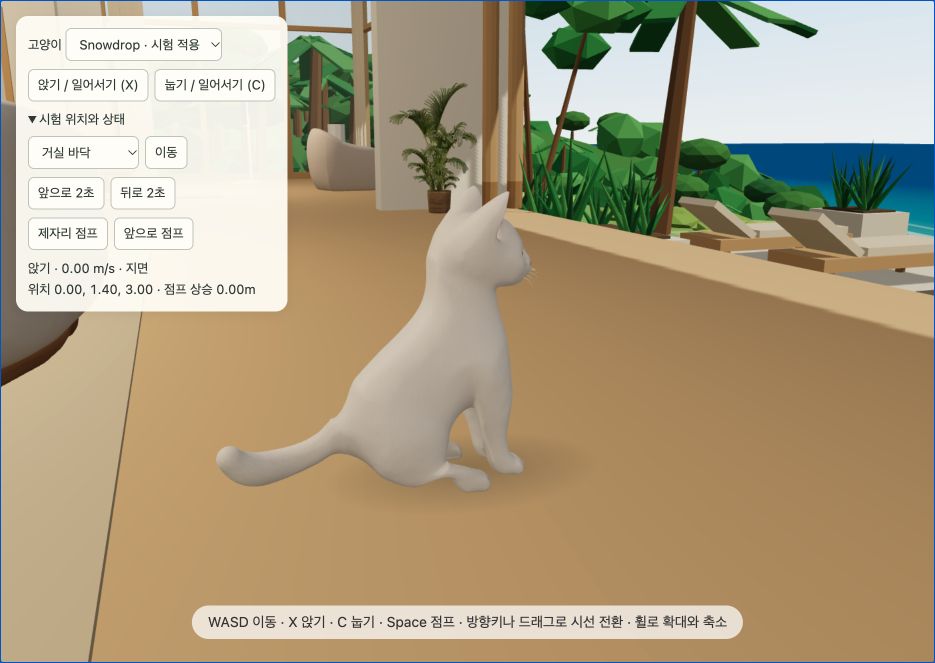 고양이 Snowdrop · 시험 적용
앉기 / 일어서기 (X) 눕기 / 일어서기 (C)
▼ 시험 위치와 상태
거실 바닥 이동
앞으로 2초 뒤로 2초
제자리 점프 앞으로 점프
앉기 · 0.00 m/s · 지면
위치 0.00, 1.40, 3.00 · 점프 상승 0.00m
WASD 이동 · X 앉기 · C 눕기 · Space 점프 · 방향키나 드래그로 시선 전환 · 휠로 확대와 축소